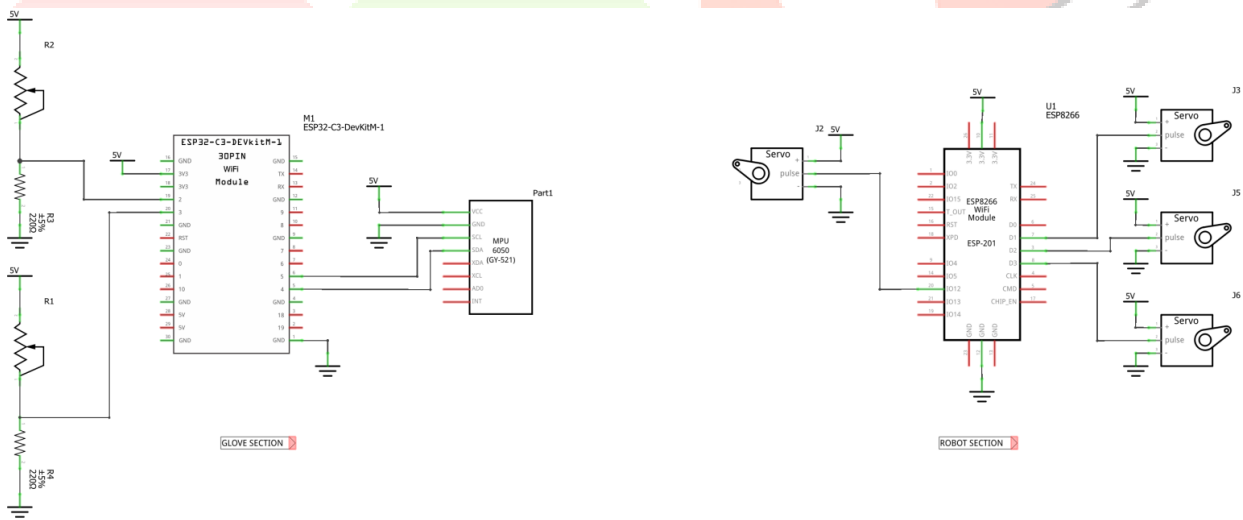 5V
R2
R3
±5%
220Ω
5V
R1
R4
±5%
220Ω
5V
M1
ESP32-C3-DevKitM-1
ESP32-C3-DEVkitM-1
30PIN
WiFi
Module
GND
3V3
3V3
2
3
GND
RST
GND
0
1
10
GND
5V
5V
GND
GND
TX
RX
GND
9
8
GND
7
6
5
4
GND
18
19
GND
5V
Part1
VCC
GND
SCL
SDA
XDA
XCL
AD0
INT
MPU
6050
(GY-521)
GLOVE SECTION
J2
5V
Servo
+
pulse
-
5V
U1
ESP8266
3.3V
3.3V
3.3V
ESP8266
WiFi
Module
ESP-201
IO0
IO2
IO15
T_OUT
RST
XPD
IO4
IO5
IO12
IO13
IO14
TX
RX
D0
D1
D2
D3
CLK
CMD
CHIP_EN
GND
GND
GND
J3
5V
Servo
+
pulse
-
J5
5V
Servo
+
pulse
-
J6
5V
Servo
+
pulse
-
ROBOT SECTION